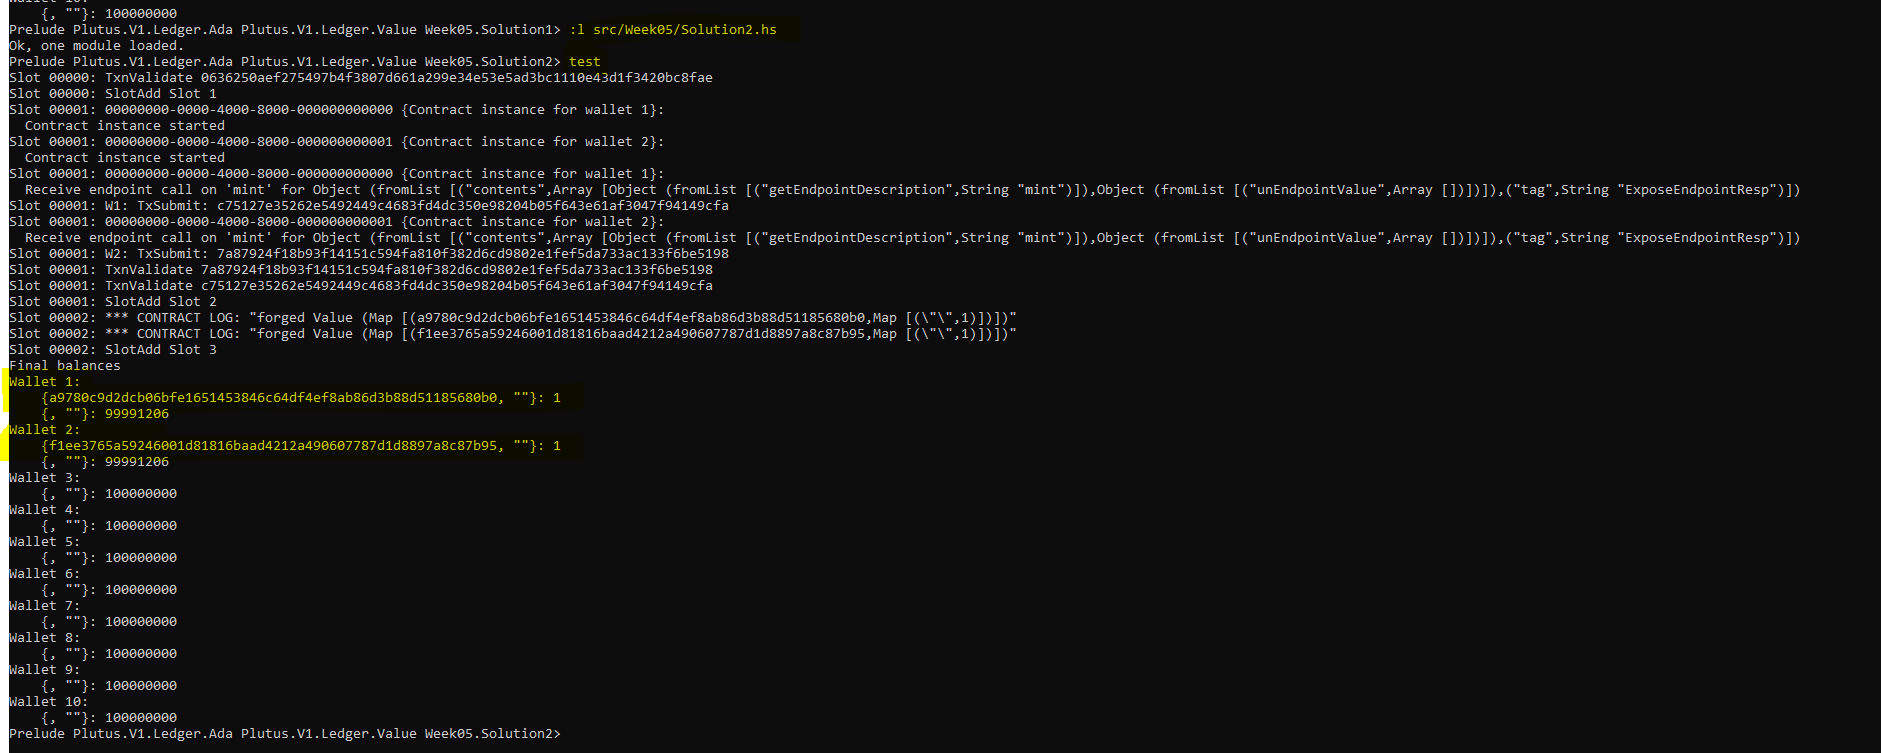 {, ""}: 100000000
Prelude Plutus.V1.Ledger.Ada Plutus.V1.Ledger.Value Week05.Solution1> :l src/Week05/Solution2.hs
Ok, one module loaded.
Prelude Plutus.V1.Ledger.Ada Plutus.V1.Ledger.Value Week05.Solution2> test
Slot 00000: TxnValidate 0636250aef275497b4f3807d661a299e34e53e5ad3bc1110e43d1f3420bc8fae
Slot 00000: SlotAdd Slot 1
Slot 00001: 00000000-0000-4000-8000-000000000000 {Contract instance for wallet 1}:
  Contract instance started
Slot 00001: 00000000-0000-4000-8000-000000000001 {Contract instance for wallet 2}:
  Contract instance started
Slot 00001: 00000000-0000-4000-8000-000000000000 {Contract instance for wallet 1}:
  Receive endpoint call on 'mint' for Object (fromList [("contents",Array [Object (fromList [("getEndpointDescription",String "mint")]),Object (fromList [("unEndpointValue",Array [])])]),("tag",String "ExposeEndpointResp")])
Slot 00001: W1: TxSubmit: c75127e35262e5492449c4683fd4dc350e98204b05f643e61af3047f94149cfa
Slot 00001: 00000000-0000-4000-8000-000000000001 {Contract instance for wallet 2}:
  Receive endpoint call on 'mint' for Object (fromList [("contents",Array [Object (fromList [("getEndpointDescription",String "mint")]),Object (fromList [("unEndpointValue",Array [])])]),("tag",String "ExposeEndpointResp")])
Slot 00001: W2: TxSubmit: 7a87924f18b93f14151c594fa810f382d6cd9802e1fef5da733ac133f6be5198
Slot 00001: TxnValidate 7a87924f18b93f14151c594fa810f382d6cd9802e1fef5da733ac133f6be5198
Slot 00001: TxnValidate c75127e35262e5492449c4683fd4dc350e98204b05f643e61af3047f94149cfa
Slot 00001: SlotAdd Slot 2
Slot 00002: *** CONTRACT LOG: "forged Value (Map [(a9780c9d2dcb06bfe1651453846c64df4ef8ab86d3b88d51185680b0,Map [(\"\",1)])])"
Slot 00002: *** CONTRACT LOG: "forged Value (Map [(f1ee3765a59246001d81816baad4212a490607787d1d8897a8c87b95,Map [(\"\",1)])])"
Slot 00002: SlotAdd Slot 3
Final balances
Wallet 1:
    {a9780c9d2dcb06bfe1651453846c64df4ef8ab86d3b88d51185680b0, ""}: 1
    {, ""}: 99991206
Wallet 2:
    {f1ee3765a59246001d81816baad4212a490607787d1d8897a8c87b95, ""}: 1
    {, ""}: 99991206
Wallet 3:
    {, ""}: 100000000
Wallet 4:
    {, ""}: 100000000
Wallet 5:
    {, ""}: 100000000
Wallet 6:
    {, ""}: 100000000
Wallet 7:
    {, ""}: 100000000
Wallet 8:
    {, ""}: 100000000
Wallet 9:
    {, ""}: 100000000
Wallet 10:
    {, ""}: 100000000
Prelude Plutus.V1.Ledger.Ada Plutus.V1.Ledger.Value Week05.Solution2>